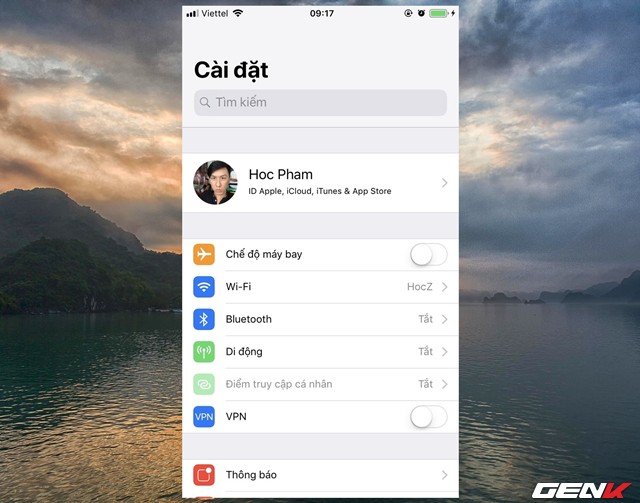 Viettel 09:17
Cài đặt
Tìm kiếm
Hoc Pham
ID Apple, iCloud, iTunes & App Store
Chế độ máy bay
Wi-Fi HocZ
Bluetooth Tắt
Di động Tắt
Điểm truy cập cá nhân Tắt
VPN VPN
Thông báo
GENK